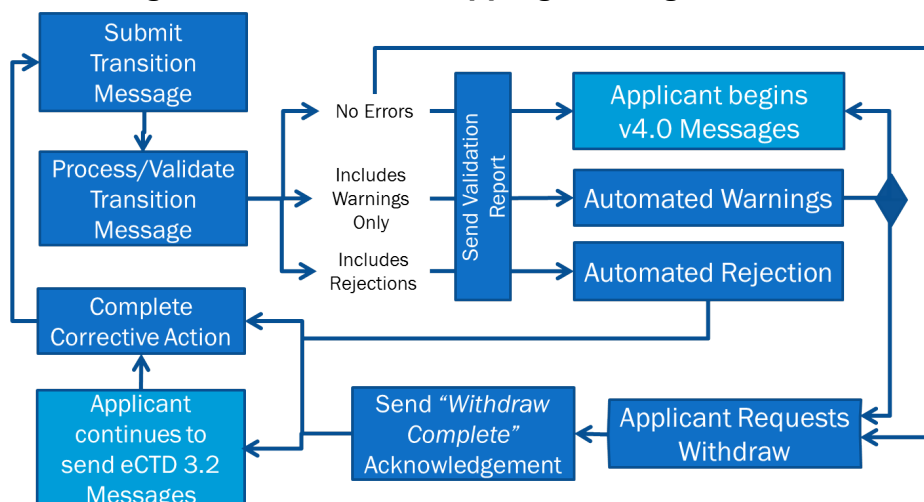 Submit
Transition
Message
No Errors
Applicant begins
v4.0 Messages
Process/Validate
Transition
Message
Includes
Warnings
Only
Send Validation
Report
Automated Warnings
Includes
Rejections
Automated Rejection
Complete
Corrective Action
Applicant
continues to
send eCTD 3.2
Messages
Send “Withdraw
Complete”
Acknowledgement
Applicant Requests
Withdraw